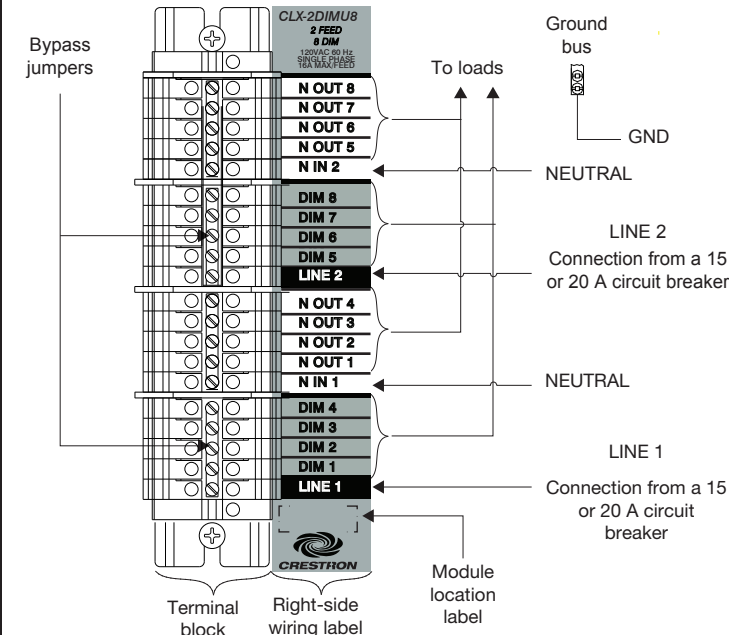 CLX-2DIMU8
2 FEED
8 DIM
120VAC 60 Hz
SINGLE PHASE
16A MAX/FEED
Bypass
jumpers
To loads
Ground
bus
GND
N OUT 8
N OUT 7
N OUT 6
N OUT 5
N IN 2
NEUTRAL
DIM 8
DIM 7
DIM 6
DIM 5
LINE 2
LINE 2
Connection from a 15
or 20 A circuit breaker
N OUT 4
N OUT 3
N OUT 2
N OUT 1
N IN 1
NEUTRAL
DIM 4
DIM 3
DIM 2
DIM 1
LINE 1
LINE 1
Connection from a 15
or 20 A circuit
breaker
CRESTRON
Terminal
block
Right-side
wiring label
Module
location
label